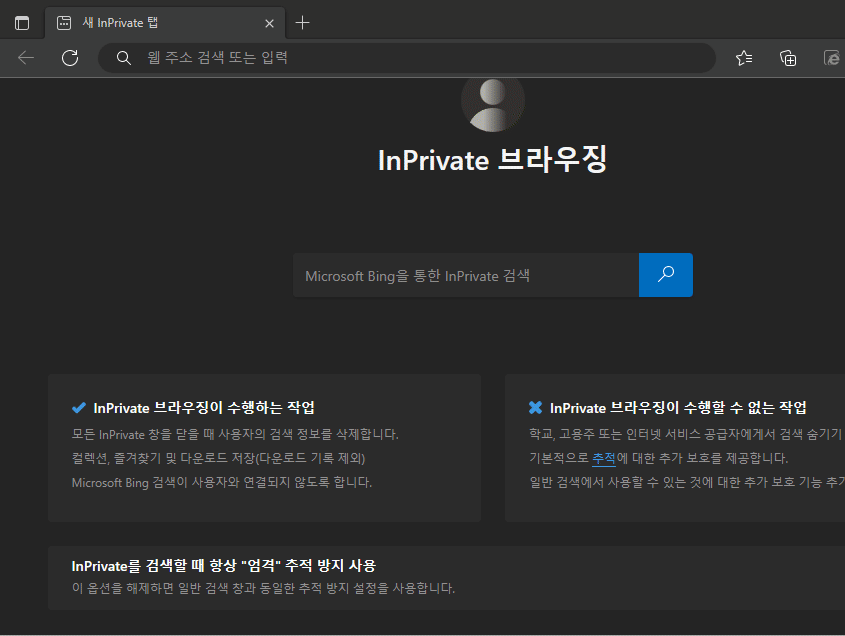 새 InPrivate 탭
웹 주소 검색 또는 입력
InPrivate 브라우징
Microsoft Bing을 통한 InPrivate 검색
InPrivate 브라우징이 수행하는 작업
모든 InPrivate 창을 닫을 때 사용자의 검색 정보를 삭제합니다.
컬렉션, 즐겨찾기 및 다운로드 저장(다운로드 기록 제외)
Microsoft Bing 검색이 사용자와 연결되지 않도록 합니다.
InPrivate 브라우징이 수행할 수 없는 작업
학교, 고용주 또는 인터넷 서비스 공급자에게서 검색 숨기기
기본적으로 추적에 대한 추가 보호를 제공합니다.
일반 검색에서 사용할 수 있는 것에 대한 추가 보호 기능 추가
InPrivate를 검색할 때 항상 "엄격" 추적 방지 사용
이 옵션을 해제하면 일반 검색 창과 동일한 추적 방지 설정을 사용합니다.